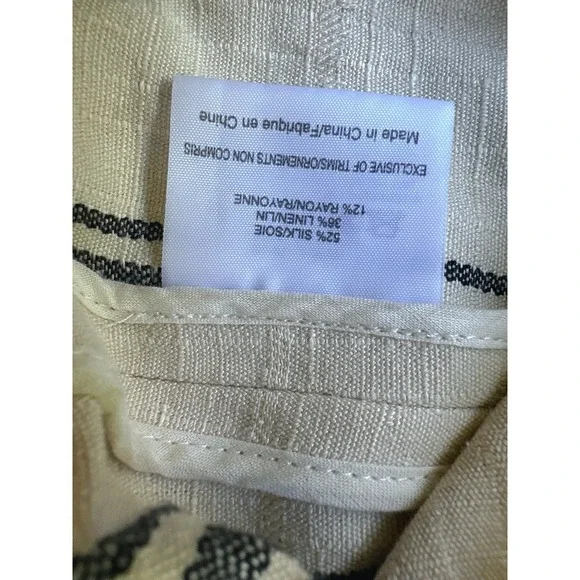 52% SILK/SOIE
36% LINEN/LIN
12% RAYON/RAYONNE
EXCLUSIVE OF TRIMS/ORNEMENTS NON COMPRIS
Made in China/Fabrique en Chine